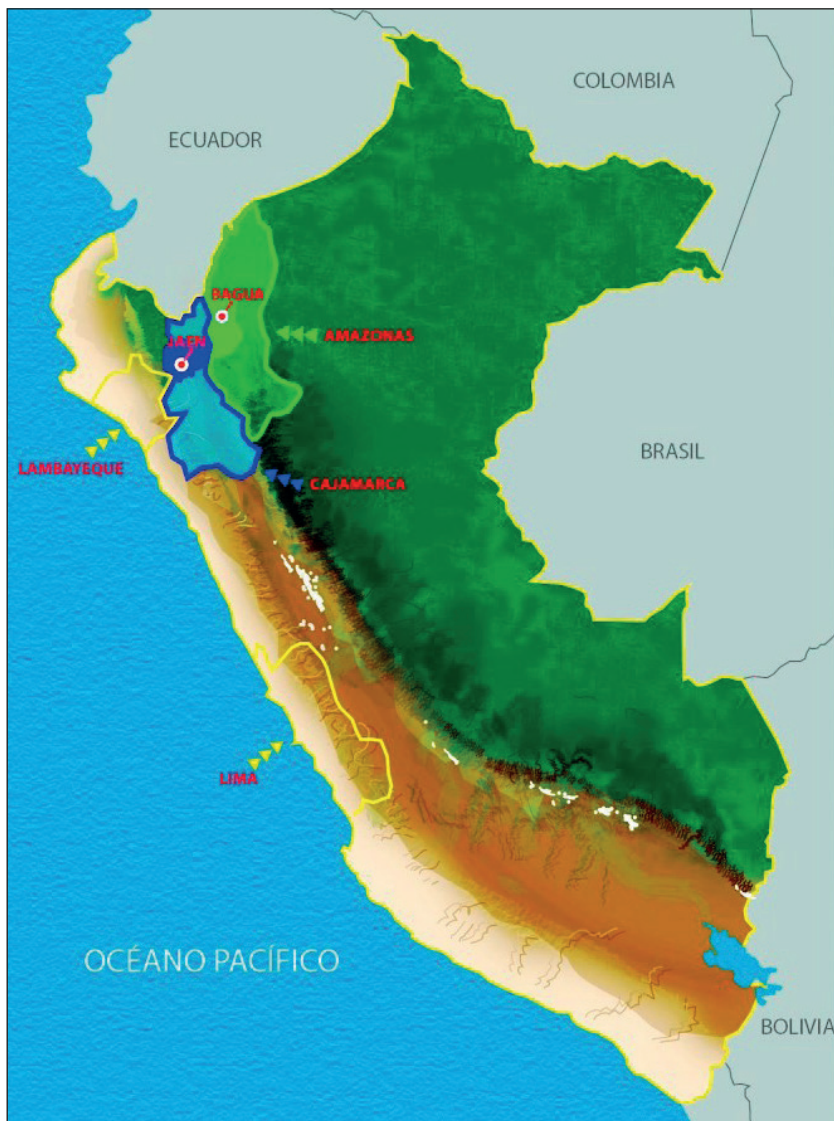 COLOMBIA
ECUADOR
BAGUA
AMAZONAS
JAEN
LAMBAYEQUE
BRASIL
CAJAMARCA
LIMA
OCÉANO PACÍFICO
BOLIVIA